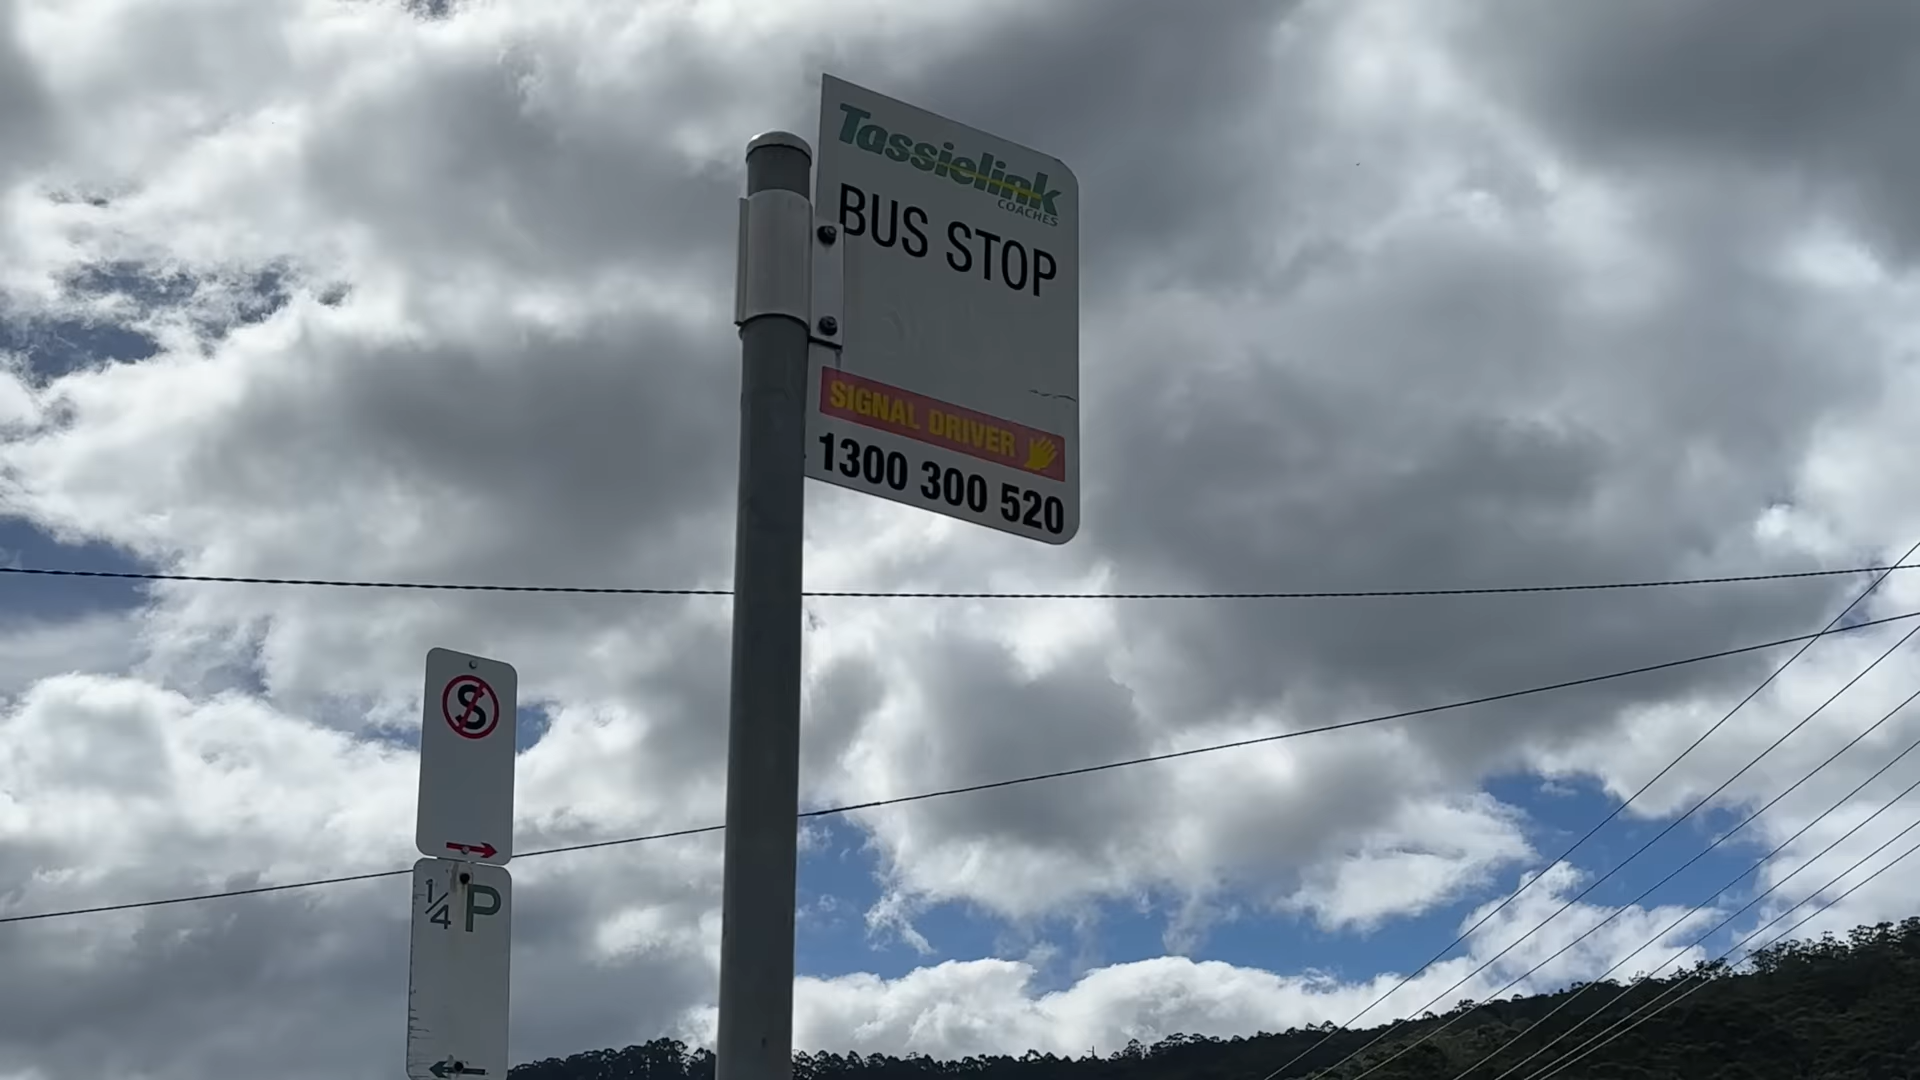 Tassielink
COACHES
BUS STOP
SIGNAL DRIVER
1300 300 520
S
1/4 P